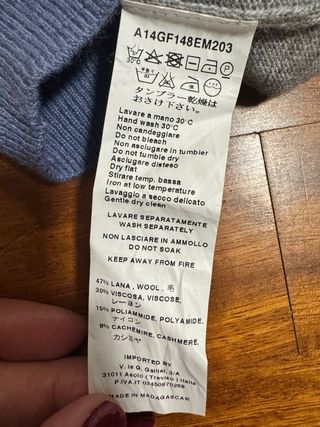 A14GF148EM203
タンブラー乾燥は
おさけ下さい。
Lavare a mano 30°C
Hand wash 30°C
Non candeggiare
Do not bleach
Non asciugare in tumbler
Do not tumble dry
Asciugare disteso
Dry flat
Stirare temp. bassa
Iron at low temperature
Lavaggio a secco delicato
Gentle dry clean
LAVARE SEPARATAMENTE
WASH SEPARATELY
NON LASCIARE IN AMMOLLO
DO NOT SOAK
KEEP AWAY FROM FIRE
47% LANA , WOOL , 毛
30% VISCOSA, VISCOSE,
レーヨン
15% POLIAMMIDE, POLYAMIDE,
ナイロン
8% CACHEMIRE, CASHMERE,
カシミヤ
IMPORTED BY
V. le G. Galilei, 3/A
31011 Asolo ( Treviso ) Italia
P.IVA.IT 03450970268
MADE IN MADAGASCAR